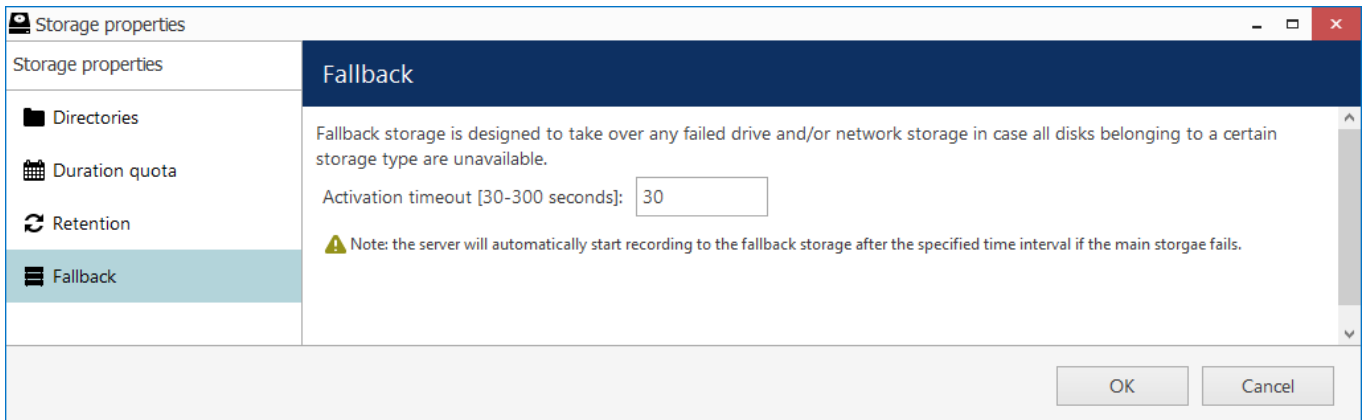 Storage properties
Storage properties
Directories
Duration quota
Retention
Fallback
Fallback
Fallback storage is designed to take over any failed drive and/or network storage in case all disks belonging to a certain
storage type are unavailable.
Activation timeout [30-300 seconds]: 30
Note: the server will automatically start recording to the fallback storage after the specified time interval if the main storgae fails.
OK Cancel